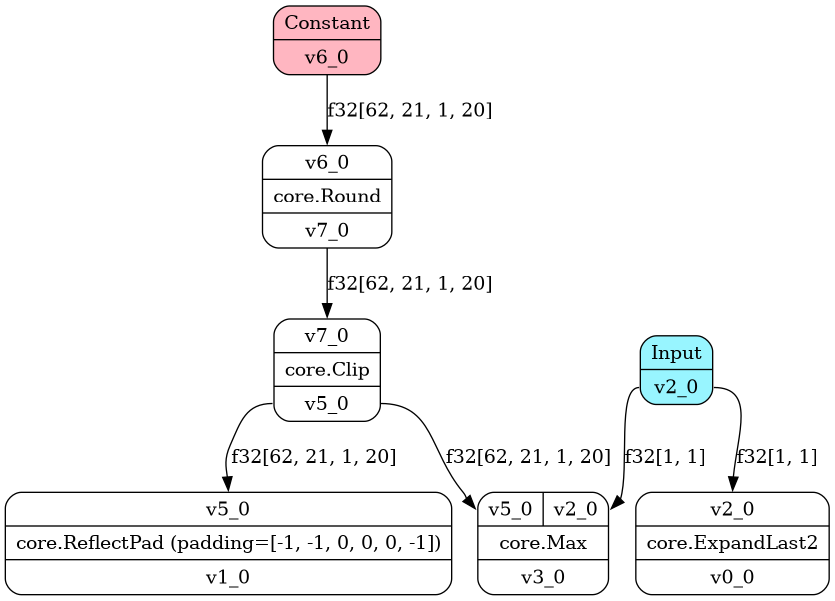 Constant
v6_0
f32[62, 21, 1, 20]
v6_0
core.Round
v7_0
f32[62, 21, 1, 20]
v7_0
core.Clip
v5_0
Input
v2_0
f32[62, 21, 1, 20]
f32[62, 21, 1, 20]
f32[1, 1]
f32[1, 1]
v5_0
core.ReflectPad (padding=[-1, -1, 0, 0, 0, -1])
v1_0
v5_0 v2_0
core.Max
v3_0
v2_0
core.ExpandLast2
v0_0